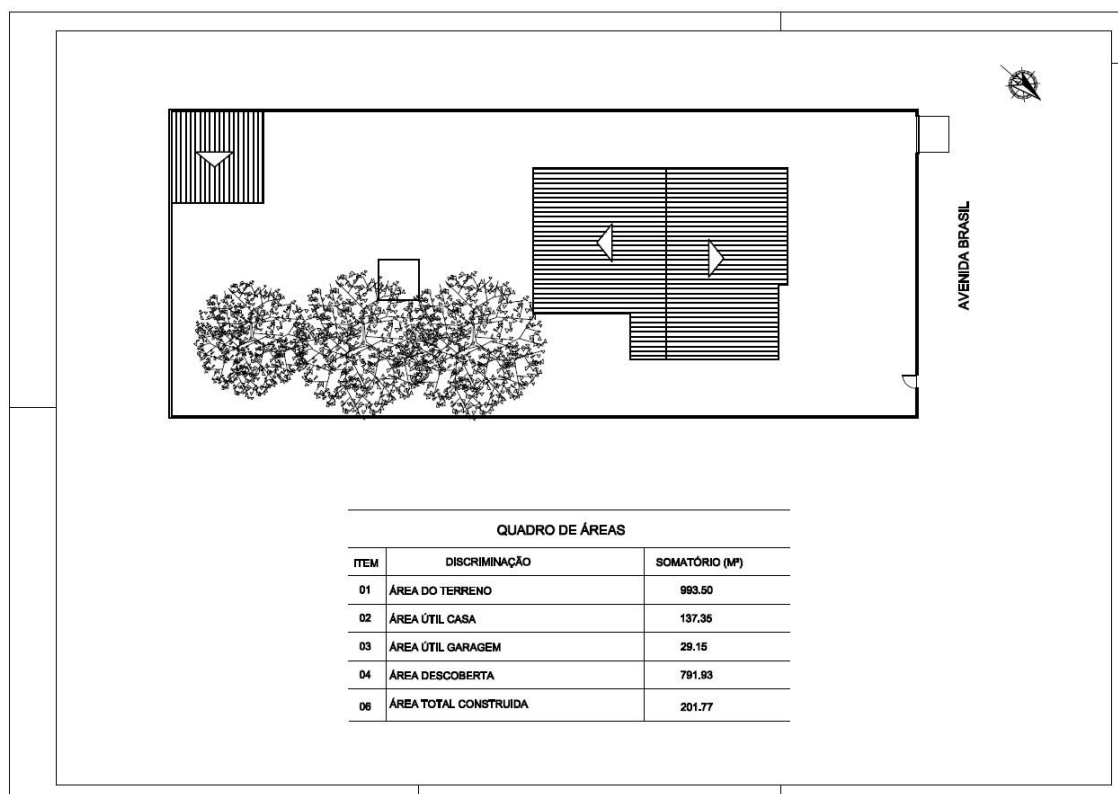 AVENIDA BRASIL
QUADRO DE ÁREAS
ITEM DISCRIMINAÇÃO SOMATÓRIO (M²)
01 ÁREA DO TERRENO 993.50
02 ÁREA ÚTIL CASA 137.35
03 ÁREA ÚTIL GARAGEM 29.15
04 ÁREA DESCOBERTA 791.93
06 ÁREA TOTAL CONSTRUIDA 201.77